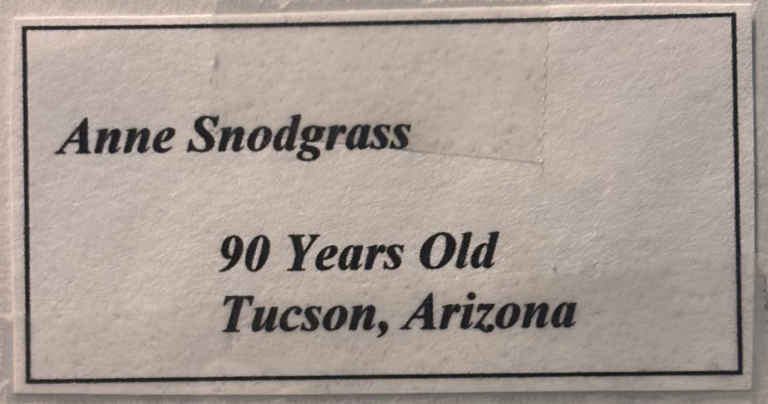 Anne Snodgrass
90 Years Old
Tucson, Arizona